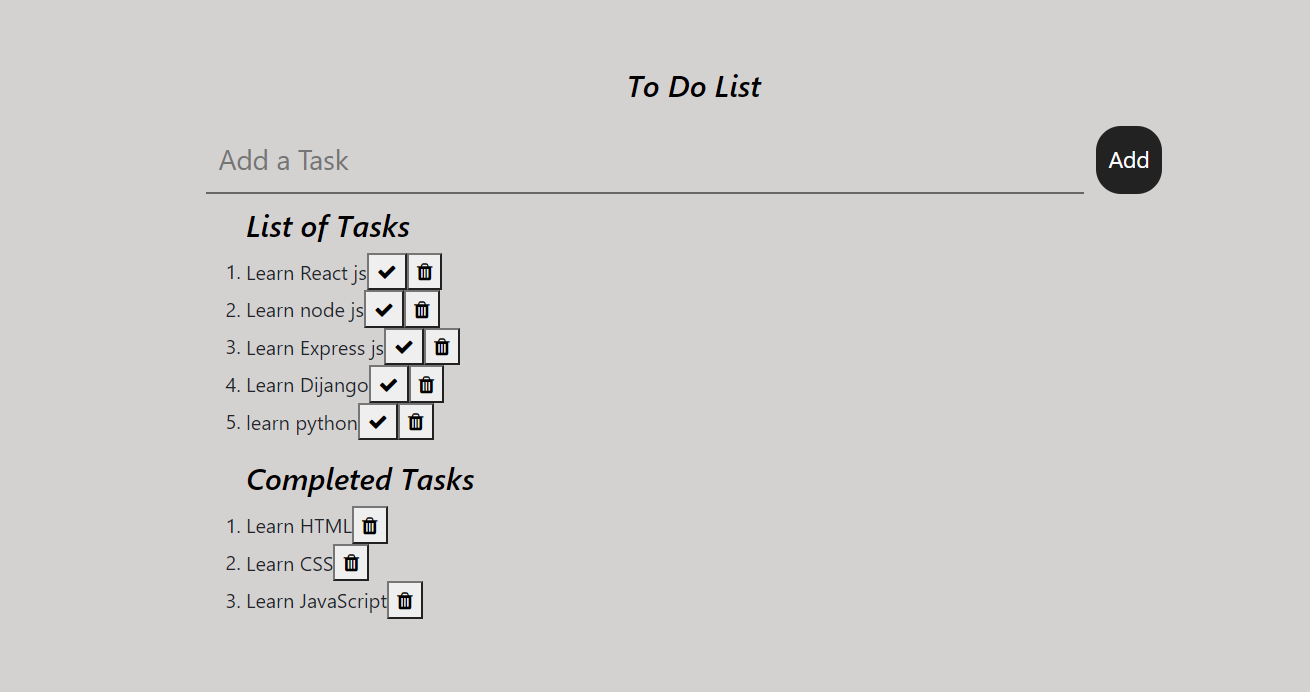 To Do List
Add a Task
Add
List of Tasks
1. Learn React js
2. Learn node js
3. Learn Express js
4. Learn Dijango
5. learn python
Completed Tasks
1. Learn HTML
2. Learn CSS
3. Learn JavaScript